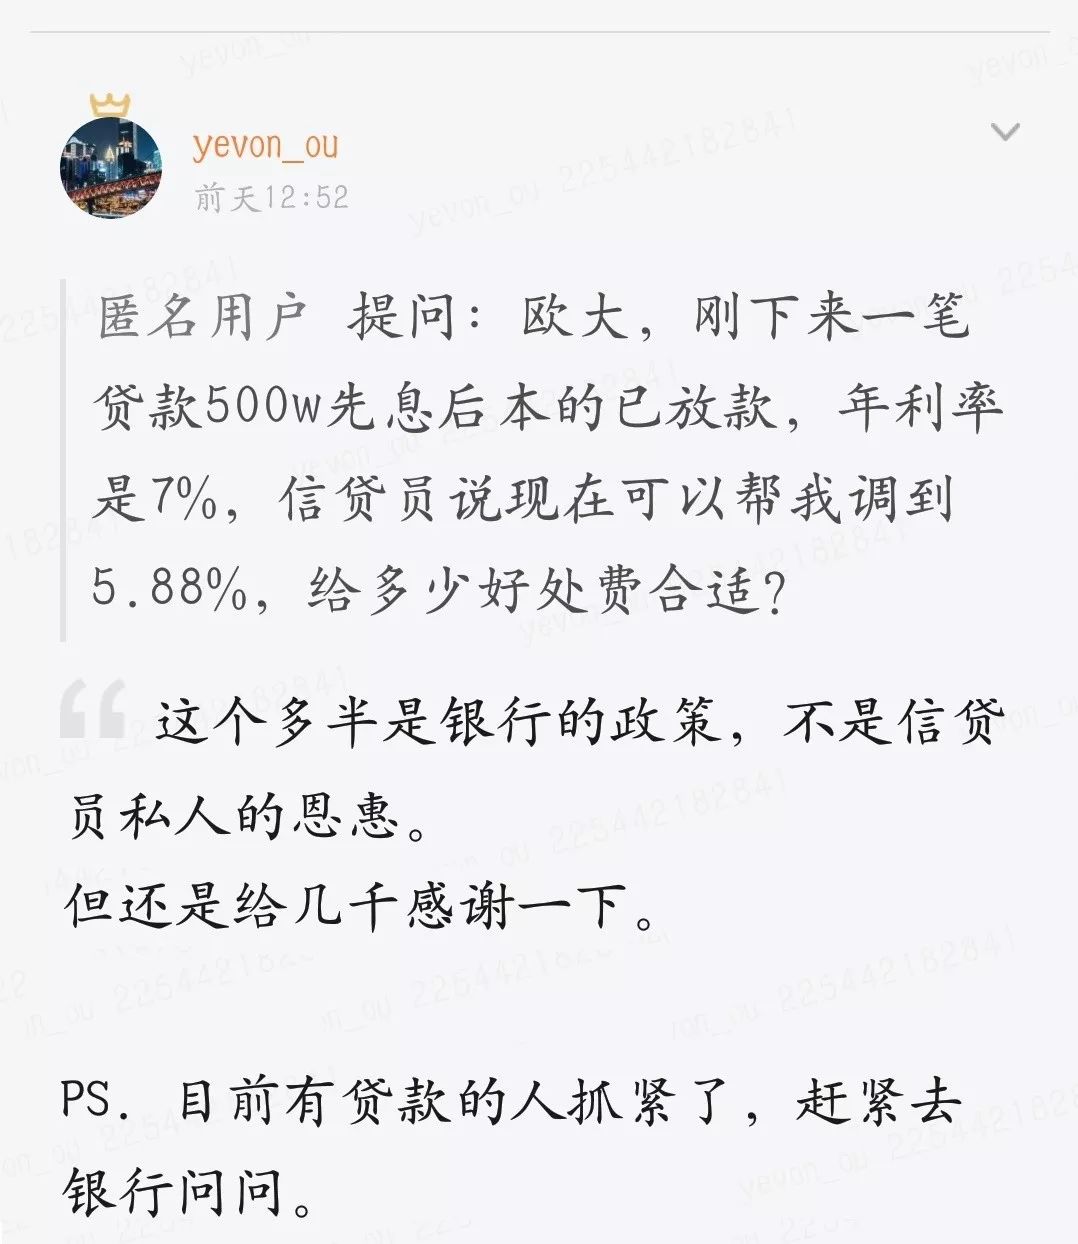 yevon_ou
前天12:52
匿名用户 提问：欧大，刚下来一笔
贷款500w先息后本的已放款，年利率
是7%，信贷员说现在可以帮我调到
5.88%，给多少好处费合适？
这个多半是银行的政策，不是信贷
员私人的恩惠。
但还是给几千感谢一下。
PS. 目前有贷款的人抓紧了，赶紧去
银行问问。